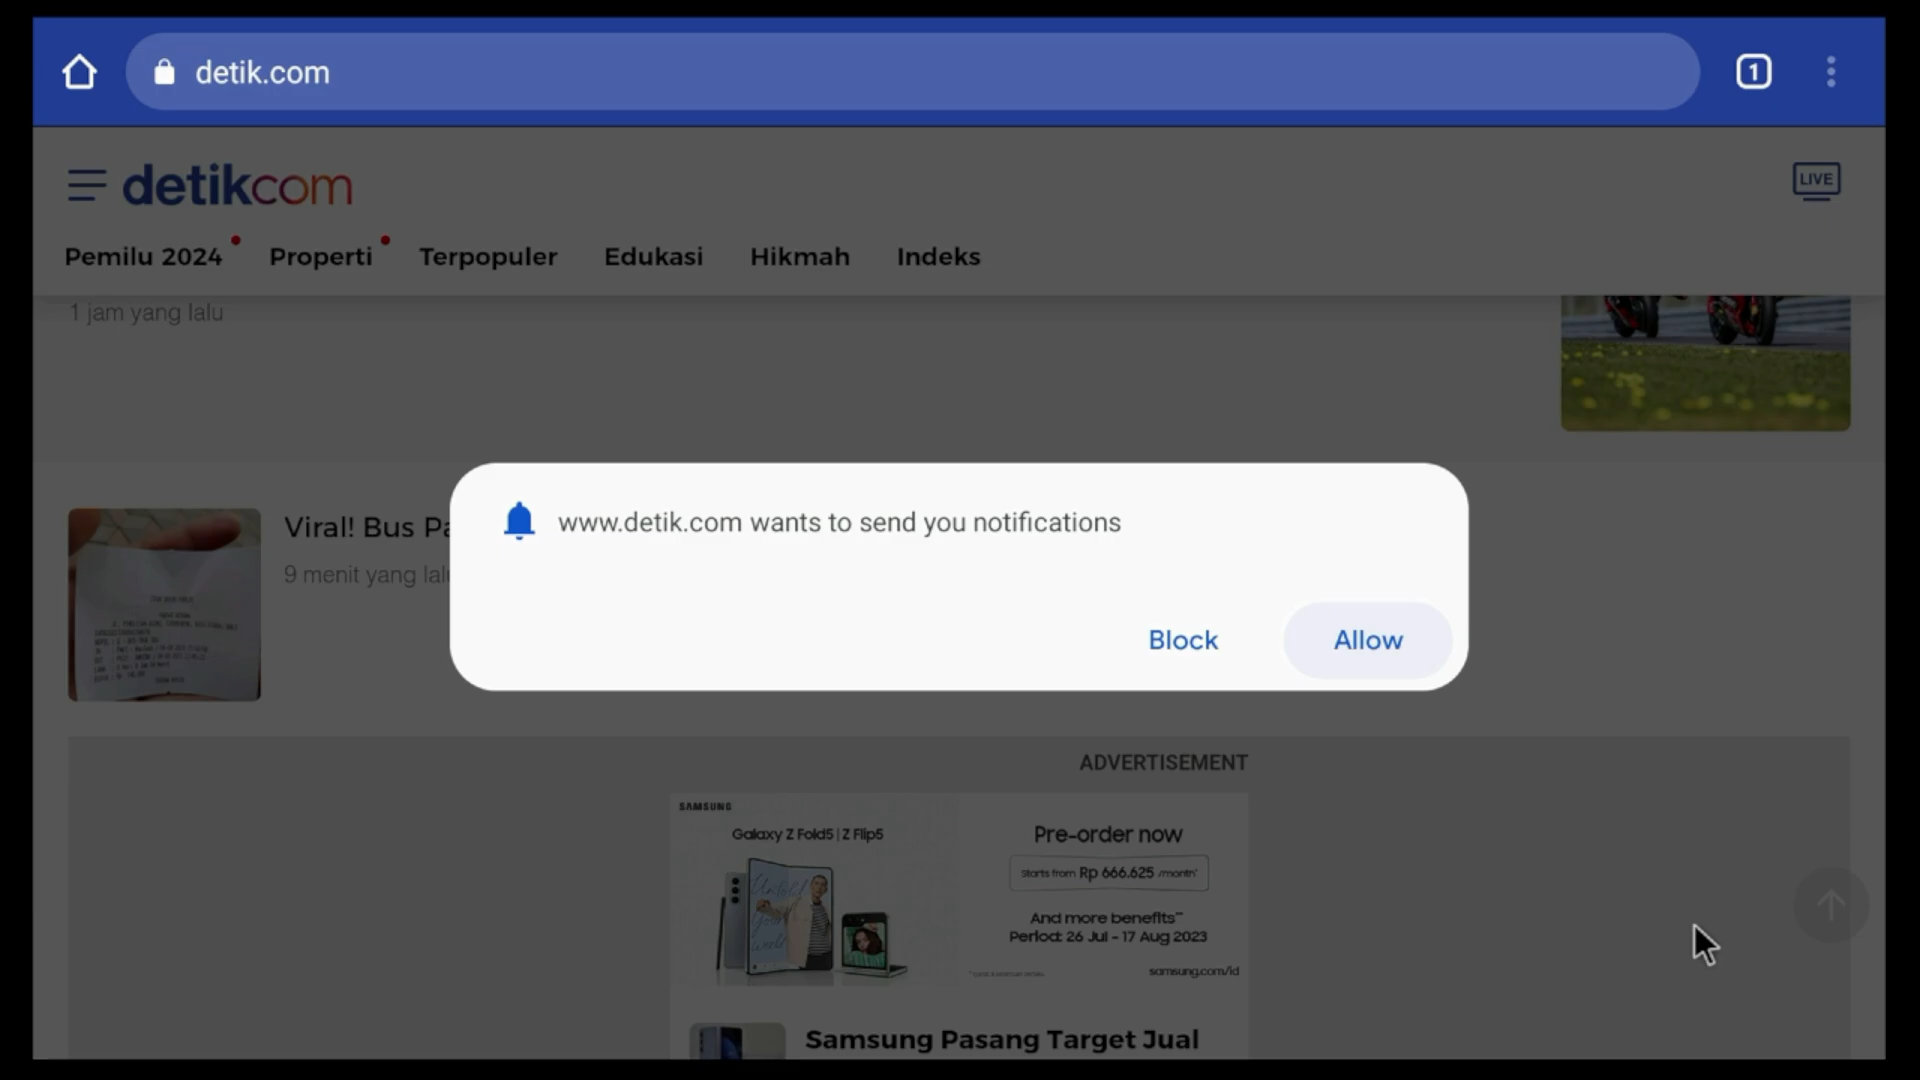 detik.com
1
detikcom
LIVE
Pemilu 2024
Properti
Terpopuler
Edukasi
Hikmah
Indeks
1 jam yang lalu
Viral! Bus Pa
9 menit yang lalu
www.detik.com wants to send you notifications
Block
Allow
ADVERTISEMENT
SAMSUNG
Galaxy Z Fold5 | Z Flip5
Pre-order now
Starts from Rp 666.625 /month*
And more benefits**
Period: 26 Jul - 17 Aug 2023
samsung.com/id
Samsung Pasang Target Jual